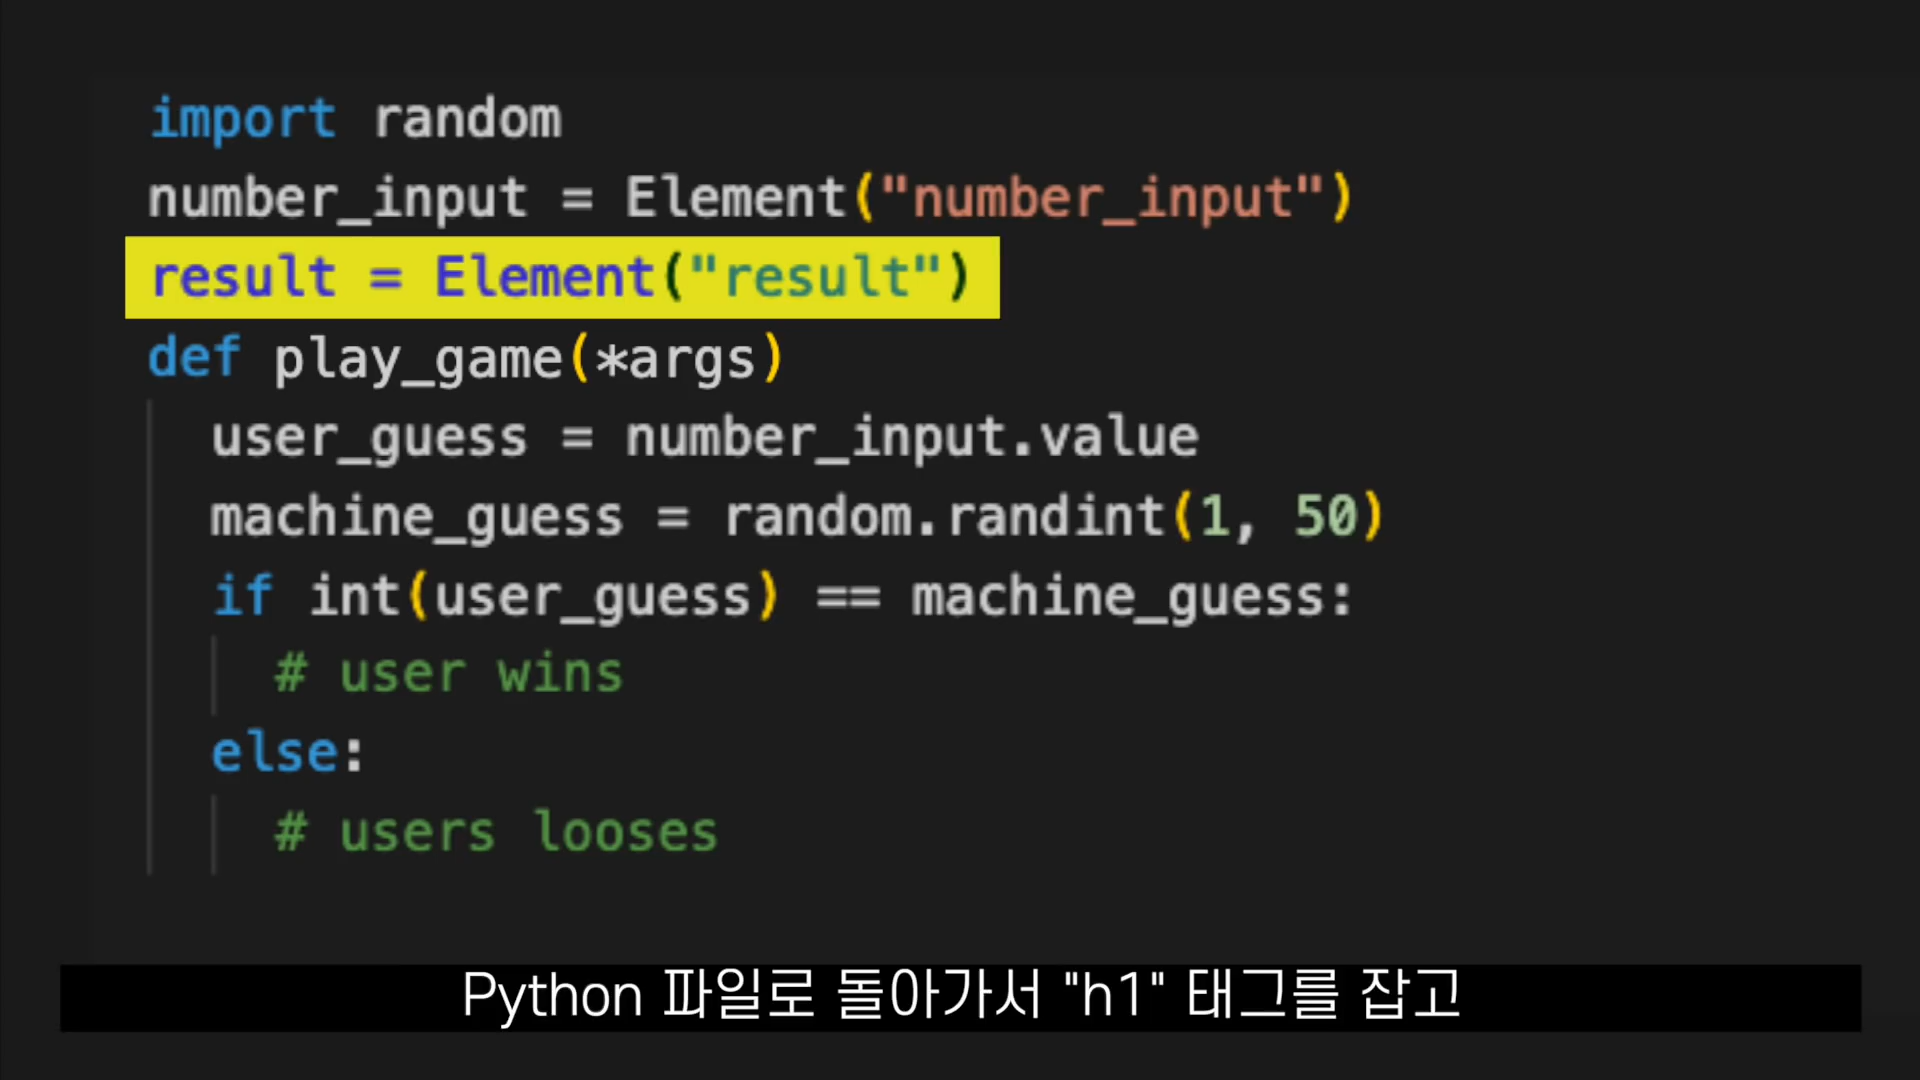 import random
number_input = Element("number_input")
result = Element("result")
def play_game(*args)
user_guess = number_input.value
machine_guess = random.randint(1, 50)
if int(user_guess) == machine_guess:
# user wins
else:
# users looses
Python 파일로 돌아가서 "h1" 태그를 잡고